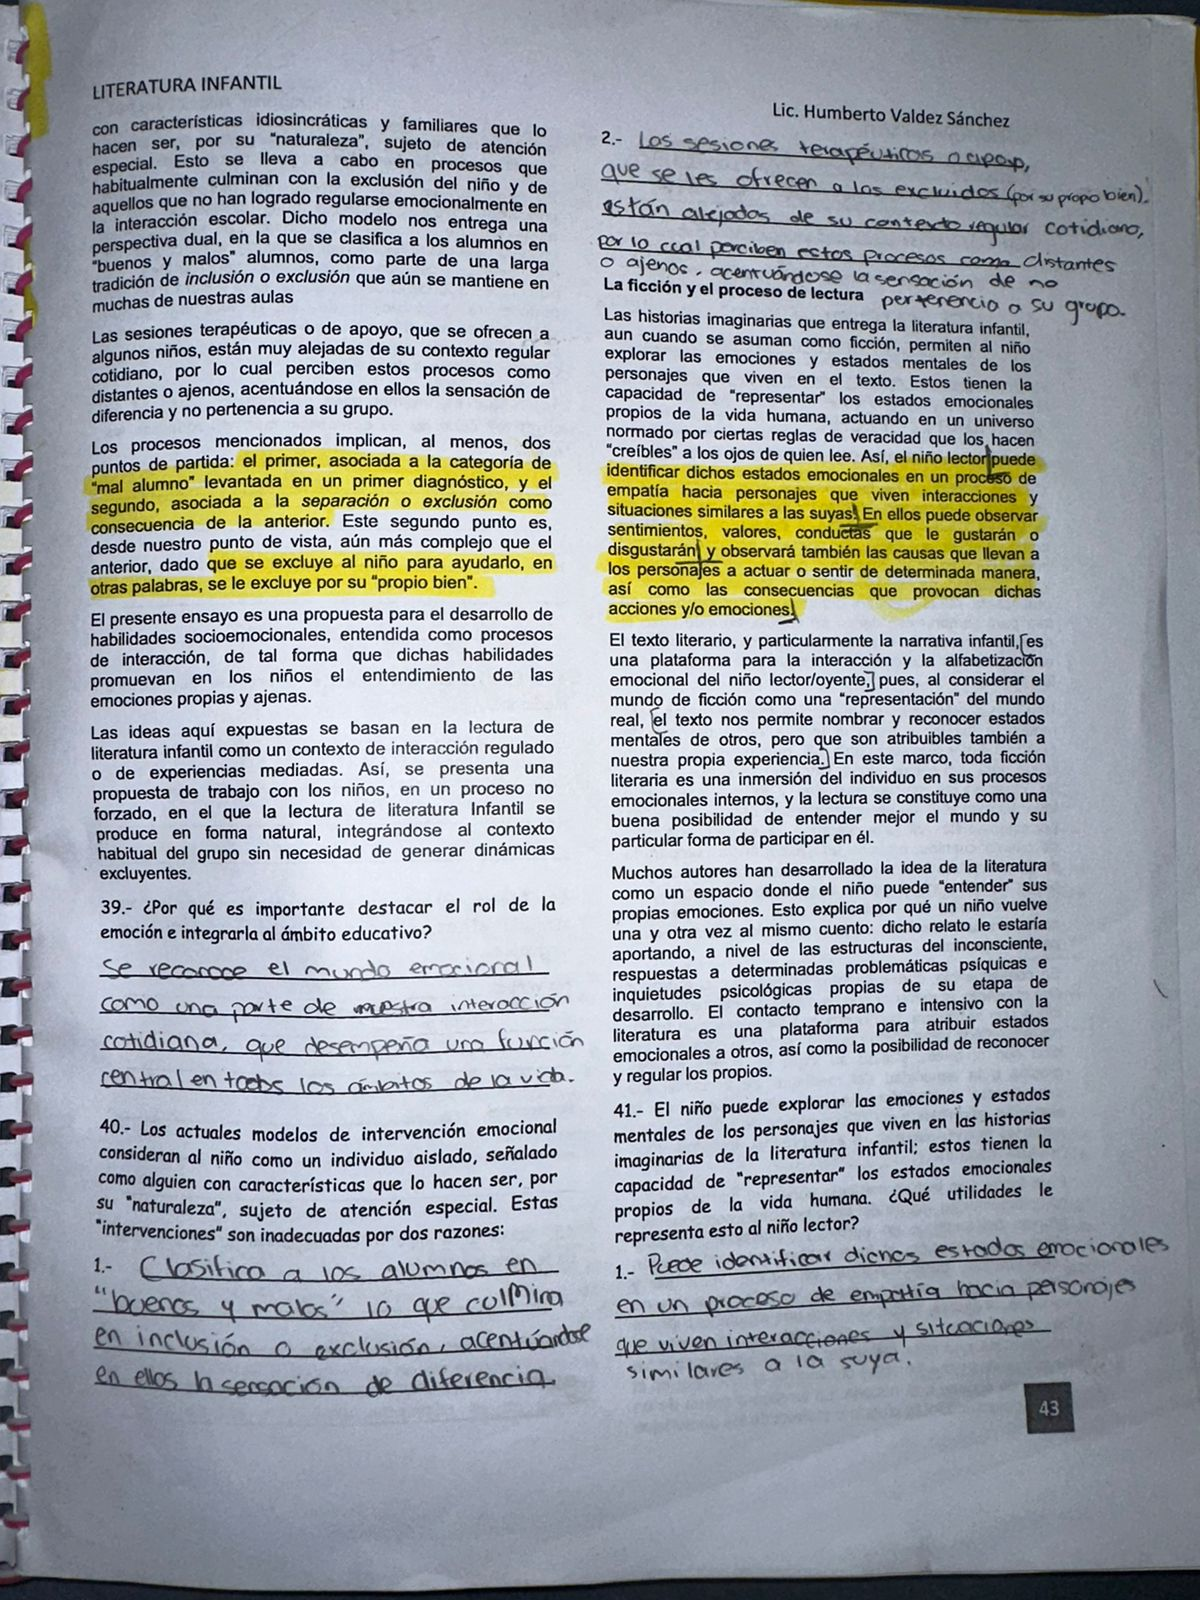 LITERATURA INFANTIL
Lic. Humberto Valdez Sánchez
con características idiosincráticas y familiares que lo
hacen ser, por su "naturaleza", sujeto de atención
especial. Esto se lleva a cabo en procesos que
habitualmente culminan con la exclusión del niño y de
aquellos que no han logrado regularse emocionalmente en
la interacción escolar. Dicho modelo nos entrega una
perspectiva dual, en la que se clasifica a los alumnos en
"buenos y malos" alumnos, como parte de una larga
tradición de inclusión o exclusión que aún se mantiene en
muchas de nuestras aulas
Las sesiones terapéuticas o de apoyo, que se ofrecen a
algunos niños, están muy alejadas de su contexto regular
cotidiano, por lo cual perciben estos procesos como
distantes o ajenos, acentuándose en ellos la sensación de
diferencia y no pertenencia a su grupo.
Los procesos mencionados implican, al menos, dos
puntos de partida: el primer, asociada a la categoría de
"mal alumno" levantada en un primer diagnóstico, y el
segundo, asociada a la separación o exclusión como
consecuencia de la anterior. Este segundo punto es,
desde nuestro punto de vista, aún más complejo que el
anterior, dado que se excluye al niño para ayudarlo, en
otras palabras, se le excluye por su "propio bien".
El presente ensayo es una propuesta para el desarrollo de
habilidades socioemocionales, entendida como procesos
de interacción, de tal forma que dichas habilidades
promuevan en los niños el entendimiento de las
emociones propias y ajenas.
Las ideas aquí expuestas se basan en la lectura de
literatura infantil como un contexto de interacción regulado
o de experiencias mediadas. Así, se presenta una
propuesta de trabajo con los niños, en un proceso no
forzado, en el que la lectura de literatura Infantil se
produce en forma natural, integrándose al contexto
habitual del grupo sin necesidad de generar dinámicas
excluyentes.
39.- ¿Por qué es importante destacar el rol de la
emoción e integrarla al ámbito educativo?
Se reconoce el mundo emocional
como una parte de nuestra interacción
cotidiana, que desempeña una función
central en todos los ámbitos de la vida.
40.- Los actuales modelos de intervención emocional
consideran al niño como un individuo aislado, señalado
como alguien con características que lo hacen ser, por
su "naturaleza", sujeto de atención especial. Estas
"intervenciones" son inadecuadas por dos razones:
1.- Clasifica a los alumnos en
"buenos y malos" lo que culmina
en inclusión o exclusión, acentúandose
en ellos la sensación de diferencia
2.- Las sesiones terapéuticas o apoyo,
que se les ofrecen a los excluidos (por su propo bien).
están alejadas de su contexto regular cotidiano,
por lo cual perciben estos procesos como distantes
o ajenos, acentuándose la sensación de no
pertenencia a su grupo.
La ficción y el proceso de lectura
Las historias imaginarias que entrega la literatura infantil,
aun cuando se asuman como ficción, permiten al niño
explorar las emociones y estados mentales de los
personajes que viven en el texto. Estos tienen la
capacidad de "representar" los estados emocionales
propios de la vida humana, actuando en un universo
normado por ciertas reglas de veracidad que los hacen
"creíbles" a los ojos de quien lee. Así, el niño lector puede
identificar dichos estados emocionales en un proceso de
empatía hacia personajes que viven interacciones y
situaciones similares a las suyas. En ellos puede observar
sentimientos, valores, conductas que le gustarán o
disgustarán y observará también las causas que llevan a
los personajes a actuar o sentir de determinada manera,
así como las consecuencias que provocan dichas
acciones y/o emociones.
El texto literario, y particularmente la narrativa infantil, es
una plataforma para la interacción y la alfabetización
emocional del niño lector/oyente, pues, al considerar el
mundo de ficción como una "representación" del mundo
real, el texto nos permite nombrar y reconocer estados
mentales de otros, pero que son atribuibles también a
nuestra propia experiencia. En este marco, toda ficción
literaria es una inmersión del individuo en sus procesos
emocionales internos, y la lectura se constituye como una
buena posibilidad de entender mejor el mundo y su
particular forma de participar en él.
Muchos autores han desarrollado la idea de la literatura
como un espacio donde el niño puede "entender" sus
propias emociones. Esto explica por qué un niño vuelve
una y otra vez al mismo cuento: dicho relato le estaría
aportando, a nivel de las estructuras del inconsciente,
respuestas a determinadas problemáticas psíquicas e
inquietudes psicológicas propias de su etapa de
desarrollo. El contacto temprano e intensivo con la
literatura es una plataforma para atribuir estados
emocionales a otros, así como la posibilidad de reconocer
y regular los propios.
41.- El niño puede explorar las emociones y estados
mentales de los personajes que viven en las historias
imaginarias de la literatura infantil; estos tienen la
capacidad de "representar" los estados emocionales
propios de la vida humana. ¿Qué utilidades le
representa esto al niño lector?
1.- Puede identificar dichos estados emocionales
en un proceso de empatía hacia personajes
que viven interacciones y situaciones
similares a la suya.
43